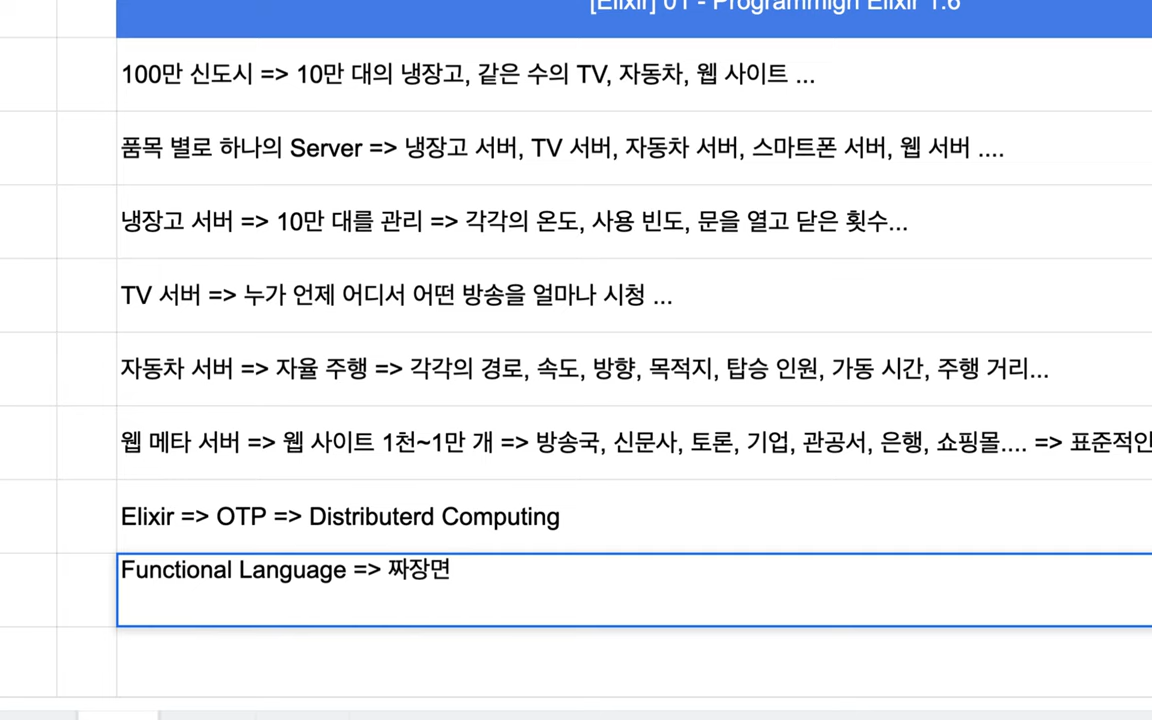 [Elixir] 01 - Programmign Elixir 1.6
100만 신도시 => 10만 대의 냉장고, 같은 수의 TV, 자동차, 웹 사이트 ...
품목 별로 하나의 Server => 냉장고 서버, TV 서버, 자동차 서버, 스마트폰 서버, 웹 서버 ....
냉장고 서버 => 10만 대를 관리 => 각각의 온도, 사용 빈도, 문을 열고 닫은 횟수...
TV 서버 => 누가 언제 어디서 어떤 방송을 얼마나 시청 ...
자동차 서버 => 자율 주행 => 각각의 경로, 속도, 방향, 목적지, 탑승 인원, 가동 시간, 주행 거리...
웹 메타 서버 => 웹 사이트 1천~1만 개 => 방송국, 신문사, 토론, 기업, 관공서, 은행, 쇼핑몰.... => 표준적인
Elixir => OTP => Distributerd Computing
Functional Language => 짜장면